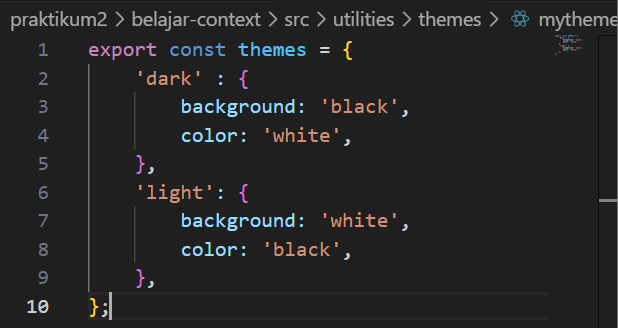 praktikum2 > belajar-context > src > utilities > themes > mytheme
1 export const themes = {
2     'dark' : {
3         background: 'black',
4         color: 'white',
5     },
6     'light': {
7         background: 'white',
8         color: 'black',
9     },
10 };